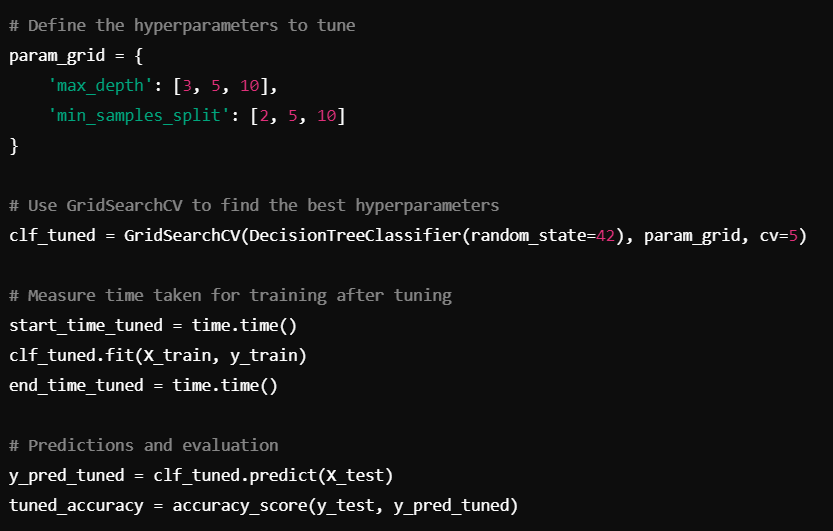 # Define the hyperparameters to tune
param_grid = {
    'max_depth': [3, 5, 10],
    'min_samples_split': [2, 5, 10]
}
# Use GridSearchCV to find the best hyperparameters
clf_tuned = GridSearchCV(DecisionTreeClassifier(random_state=42), param_grid, cv=5)
# Measure time taken for training after tuning
start_time_tuned = time.time()
clf_tuned.fit(X_train, y_train)
end_time_tuned = time.time()
# Predictions and evaluation
y_pred_tuned = clf_tuned.predict(X_test)
tuned_accuracy = accuracy_score(y_test, y_pred_tuned)